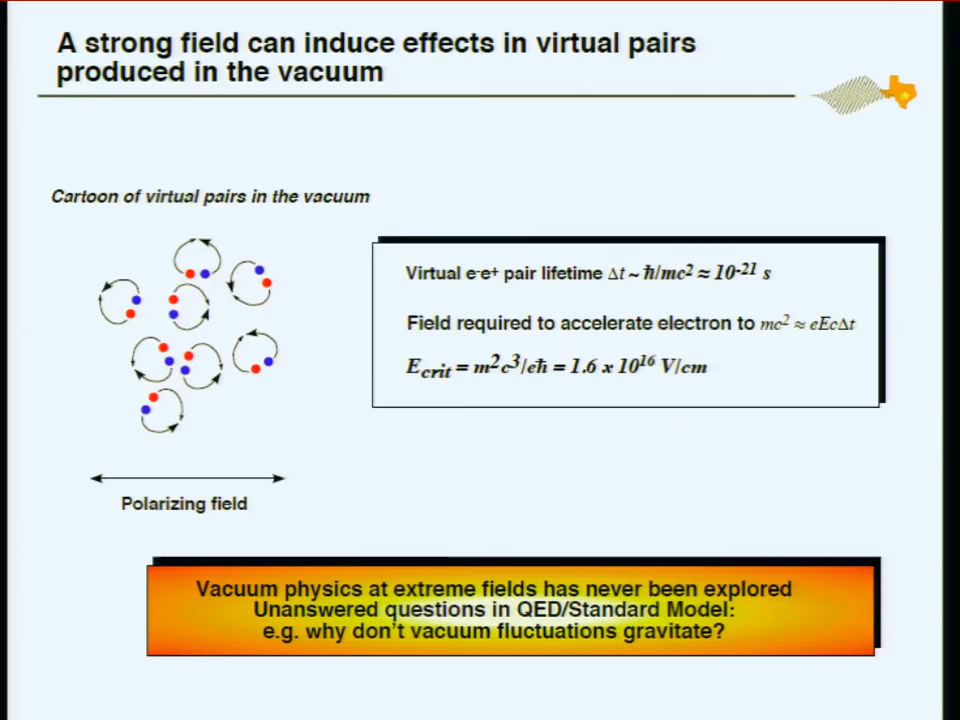 A strong field can induce effects in virtual pairs
produced in the vacuum
Cartoon of virtual pairs in the vacuum
Virtual e-e+ pair lifetime Δt ~ ħ/mc² ≈ 10⁻²¹ s
Field required to accelerate electron to mc² ≈ eEcΔt
E_crit = m²c³/eħ = 1.6 x 10¹⁶ V/cm
Polarizing field
Vacuum physics at extreme fields has never been explored
Unanswered questions in QED/Standard Model:
e.g. why don't vacuum fluctuations gravitate?